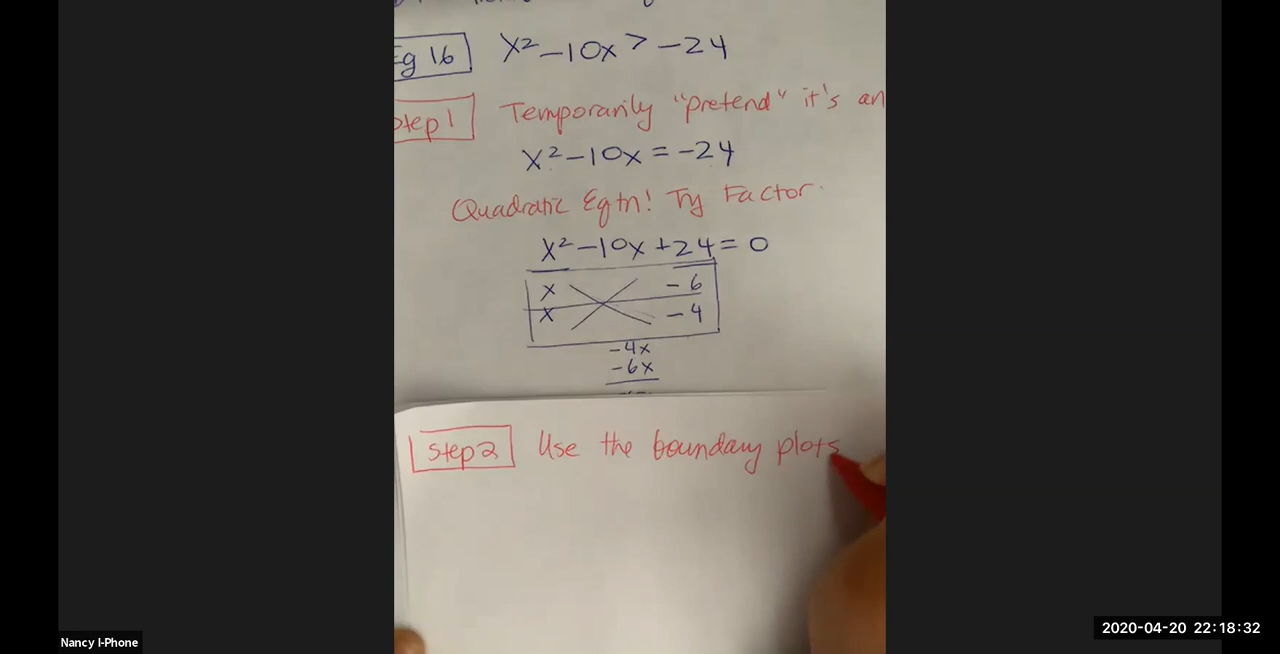 Eg 16 x² - 10x > -24
Step 1 Temporarily "pretend" it's an
x² - 10x = -24
Quadratic Eqtn! Try Factor.
x² - 10x + 24 = 0
x - 6
x - 4
-4x
-6x
Step 2 Use the boundary plots
Nancy I-Phone
2020-04-20 22:18:32